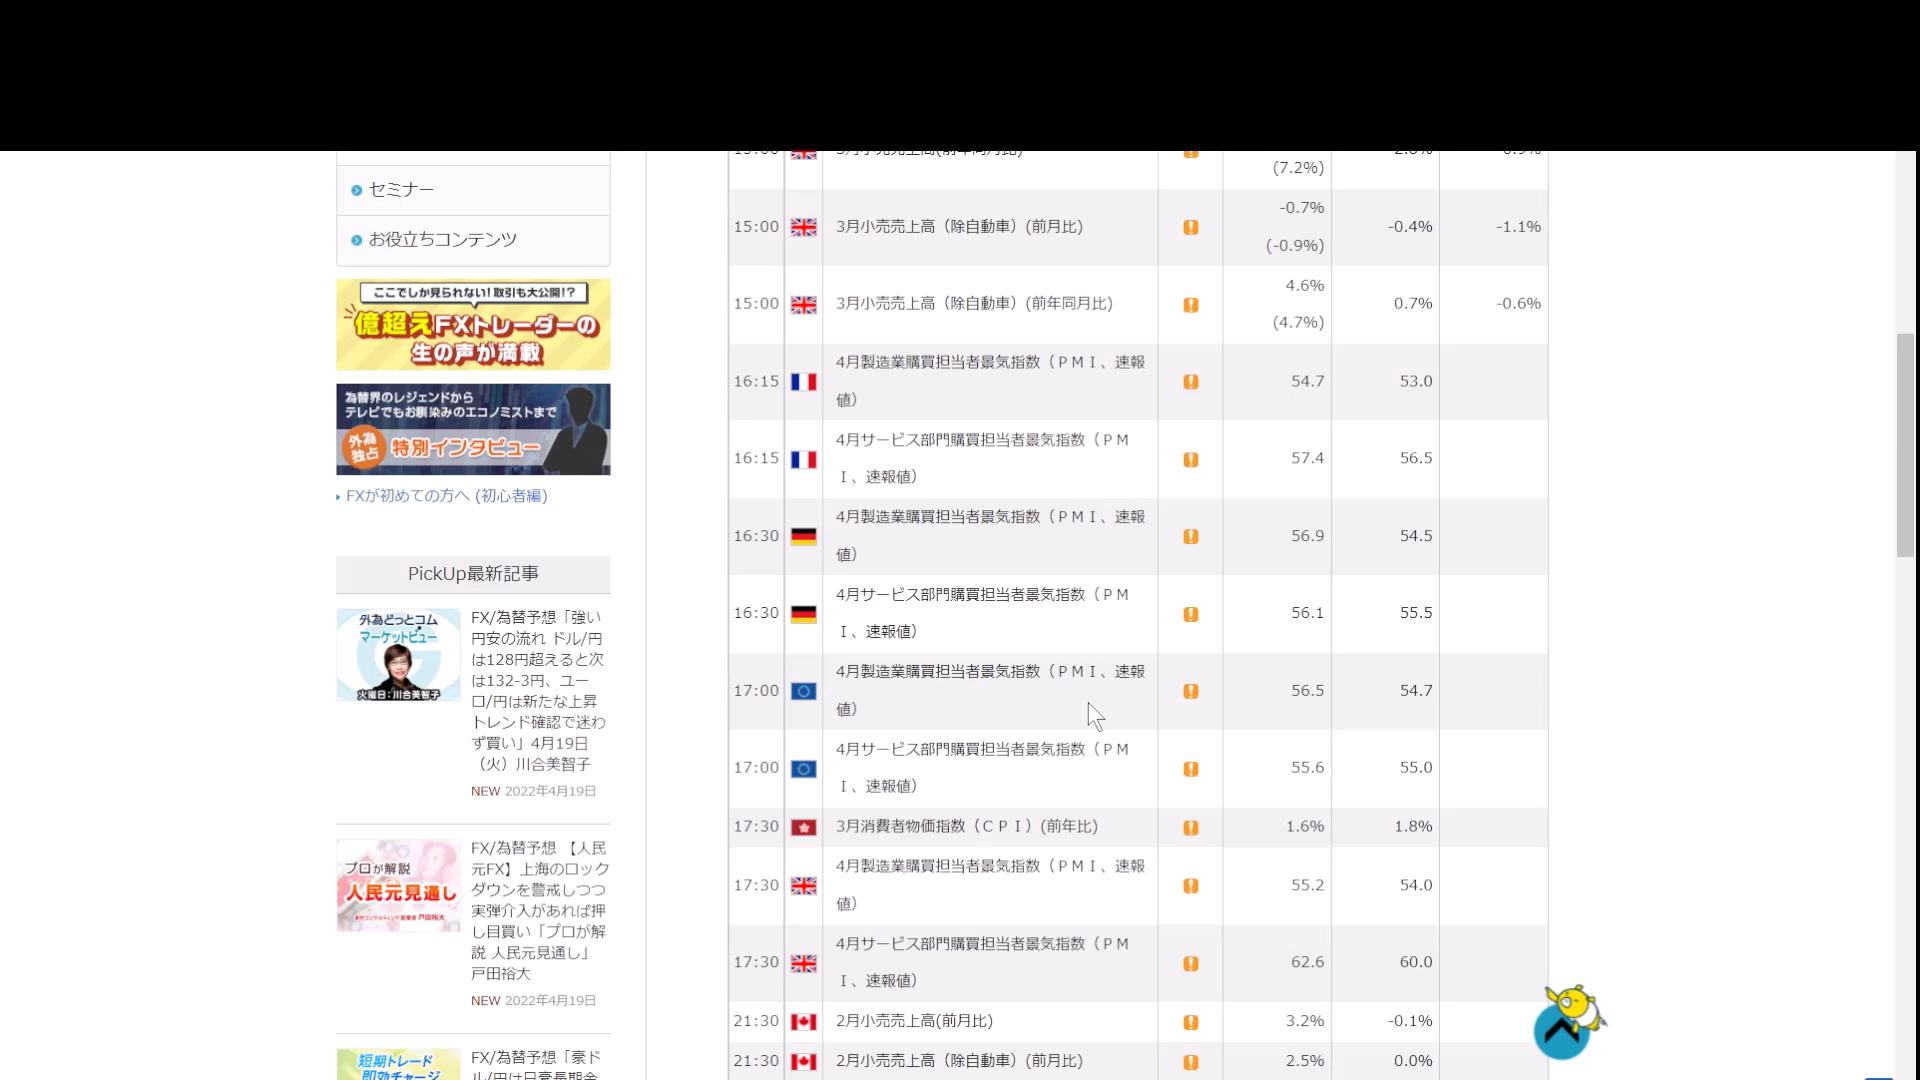 セミナー
お役立ちコンテンツ
ここでしか見られない!取引も大公開!?
億超えFXトレーダーの
生の声が満載
為替界のレジェンドから
テレビでもお馴染みのエコノミストまで
外為
独占
特別インタビュー
FXが初めての方へ (初心者編)
PickUp最新記事
外為どっとコム
マーケットビュー
火曜日:川合美智子
FX/為替予想「強い
円安の流れ ドル/円
は128円超えると次
は132-3円、ユー
ロ/円は新たな上昇
トレンド確認で迷わ
ず買い」4月19日
(火)川合美智子
NEW 2022年4月19日
プロが解説
人民元見通し
FX/為替予想 【人民
元FX】上海のロック
ダウンを警戒しつつ
実弾介入があれば押
し目買い「プロが解
説 人民元見通し」
戸田裕大
NEW 2022年4月19日
短期トレード
即効チャージ
FX/為替予想「豪ド
(7.2%)
15:00 3月小売売上高(除自動車)(前月比) -0.7% (-0.9%) -0.4% -1.1%
15:00 3月小売売上高(除自動車)(前年同月比) 4.6% (4.7%) 0.7% -0.6%
16:15 4月製造業購買担当者景気指数(PMI、速報
値) 54.7 53.0
16:15 4月サービス部門購買担当者景気指数(PM
I、速報値) 57.4 56.5
16:30 4月製造業購買担当者景気指数(PMI、速報
値) 56.9 54.5
16:30 4月サービス部門購買担当者景気指数(PM
I、速報値) 56.1 55.5
17:00 4月製造業購買担当者景気指数(PMI、速報
値) 56.5 54.7
17:00 4月サービス部門購買担当者景気指数(PM
I、速報値) 55.6 55.0
17:30 3月消費者物価指数(CPI)(前年比) 1.6% 1.8%
17:30 4月製造業購買担当者景気指数(PMI、速報
値) 55.2 54.0
17:30 4月サービス部門購買担当者景気指数(PM
I、速報値) 62.6 60.0
21:30 2月小売売上高(前月比) 3.2% -0.1%
21:30 2月小売売上高(除自動車)(前月比) 2.5% 0.0%